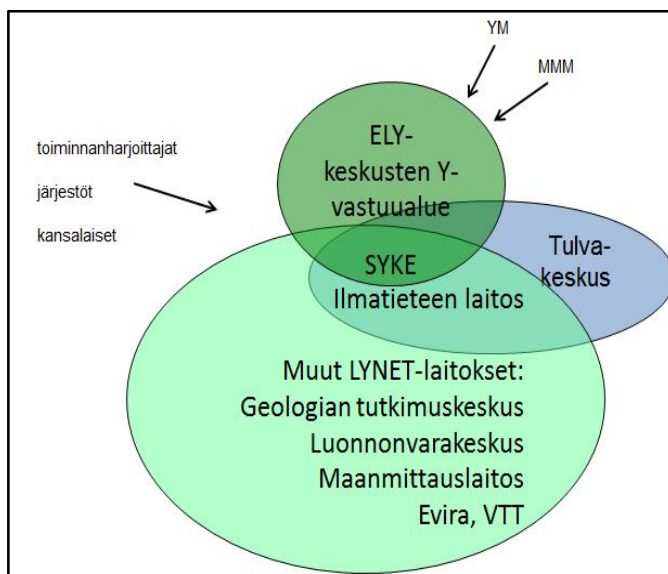 YM
MMM
toiminnanharjoittajat
järjestöt
kansalaiset
ELY-
keskusten Y-
vastuualue
Tulva-
keskus
SYKE
Ilmatieteen laitos
Muut LYNET-laitokset:
Geologian tutkimuskeskus
Luonnonvarakeskus
Maanmittauslaitos
Evira, VTT